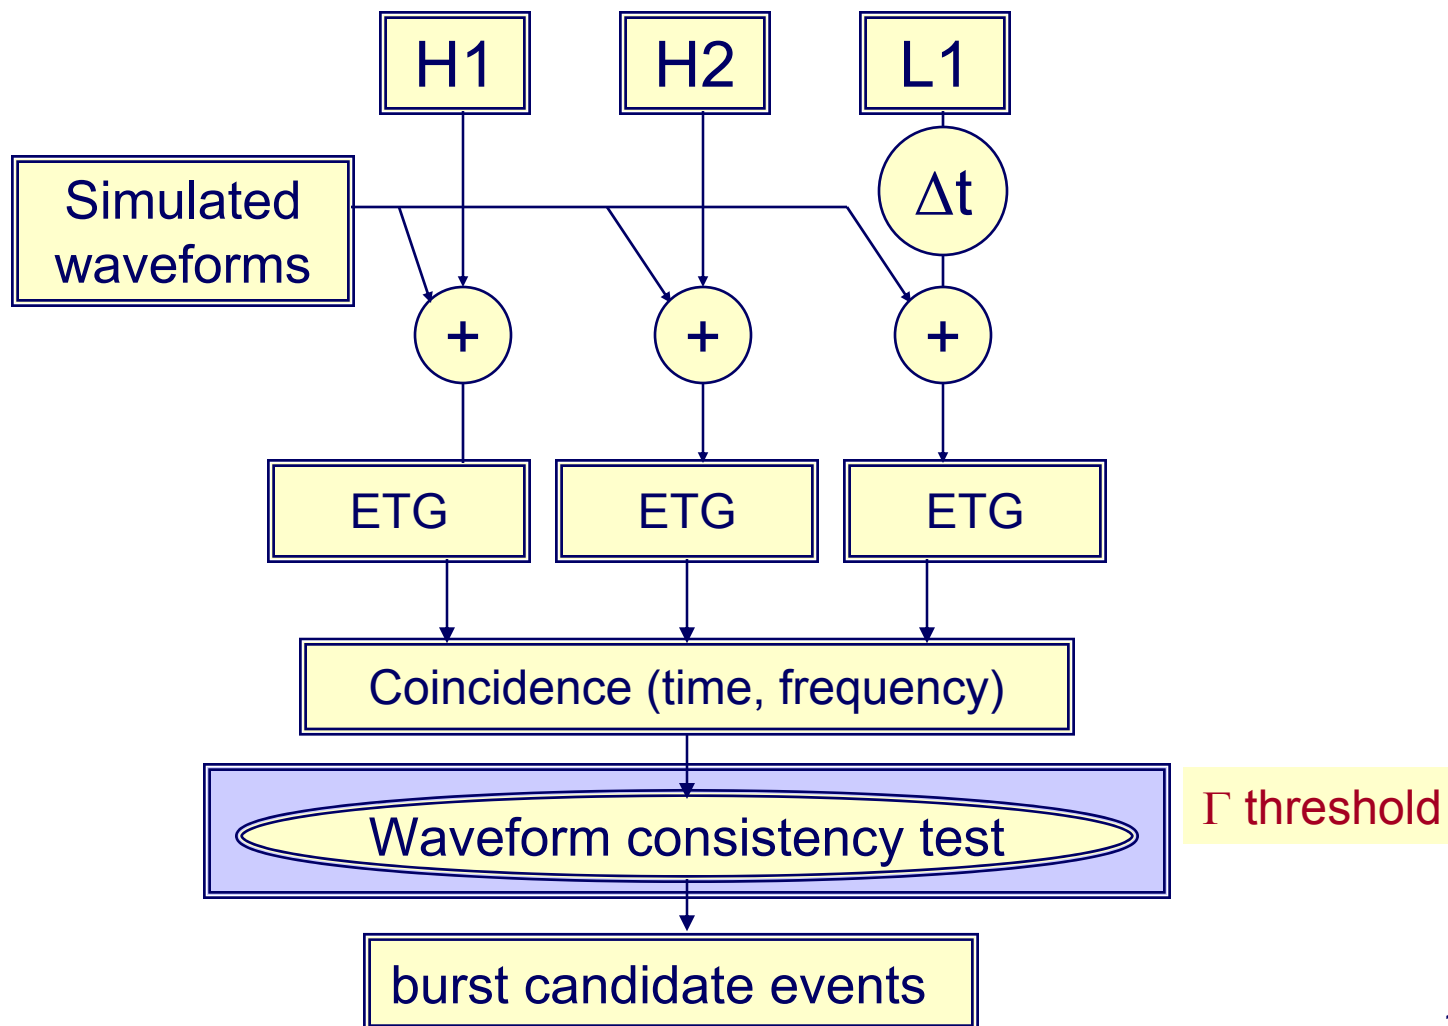 H1
H2
L1
Δt
Simulated
waveforms
+
+
+
ETG
ETG
ETG
Coincidence (time, frequency)
Waveform consistency test
Γ threshold
burst candidate events